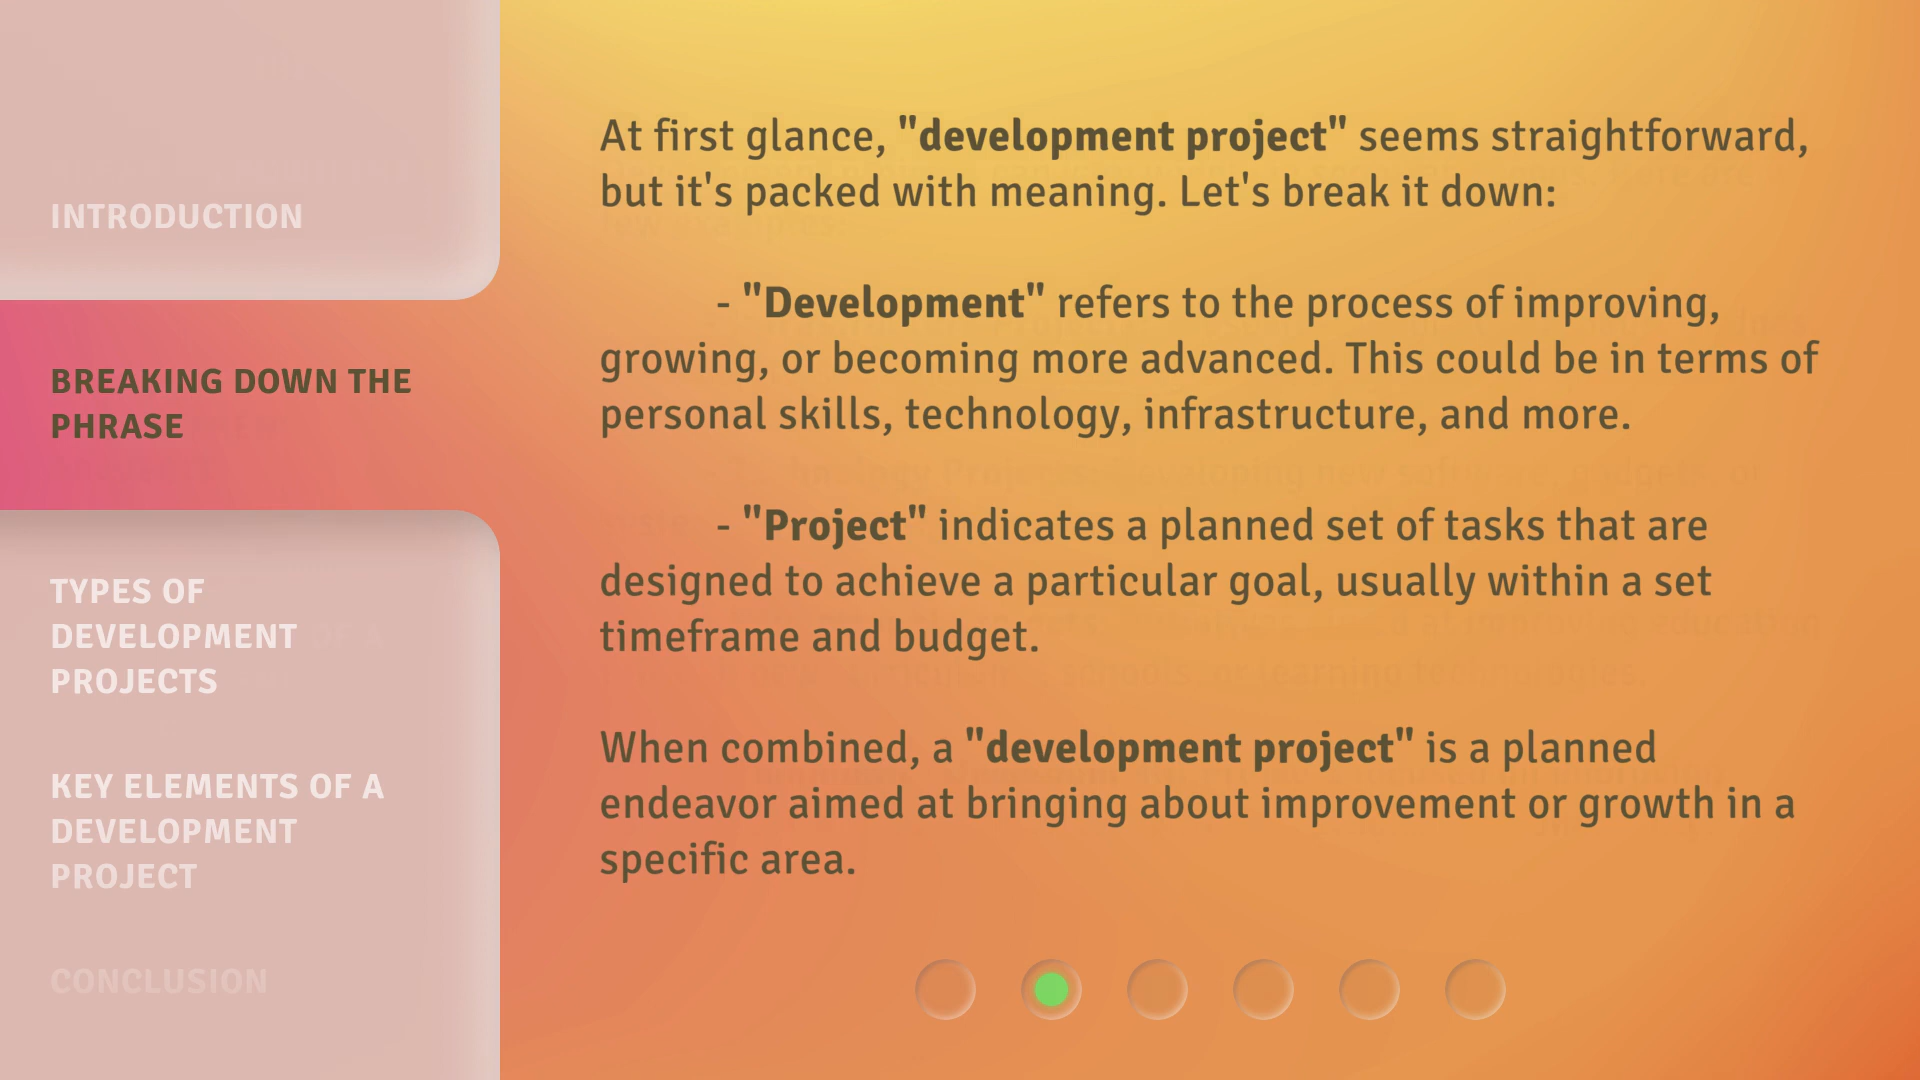 INTRODUCTION
BREAKING DOWN THE
PHRASE
TYPES OF
DEVELOPMENT
PROJECTS
KEY ELEMENTS OF A
DEVELOPMENT
PROJECT
CONCLUSION
At first glance, "development project" seems straightforward,
but it's packed with meaning. Let's break it down:
- "Development" refers to the process of improving,
growing, or becoming more advanced. This could be in terms of
personal skills, technology, infrastructure, and more.
- "Project" indicates a planned set of tasks that are
designed to achieve a particular goal, usually within a set
timeframe and budget.
When combined, a "development project" is a planned
endeavor aimed at bringing about improvement or growth in a
specific area.